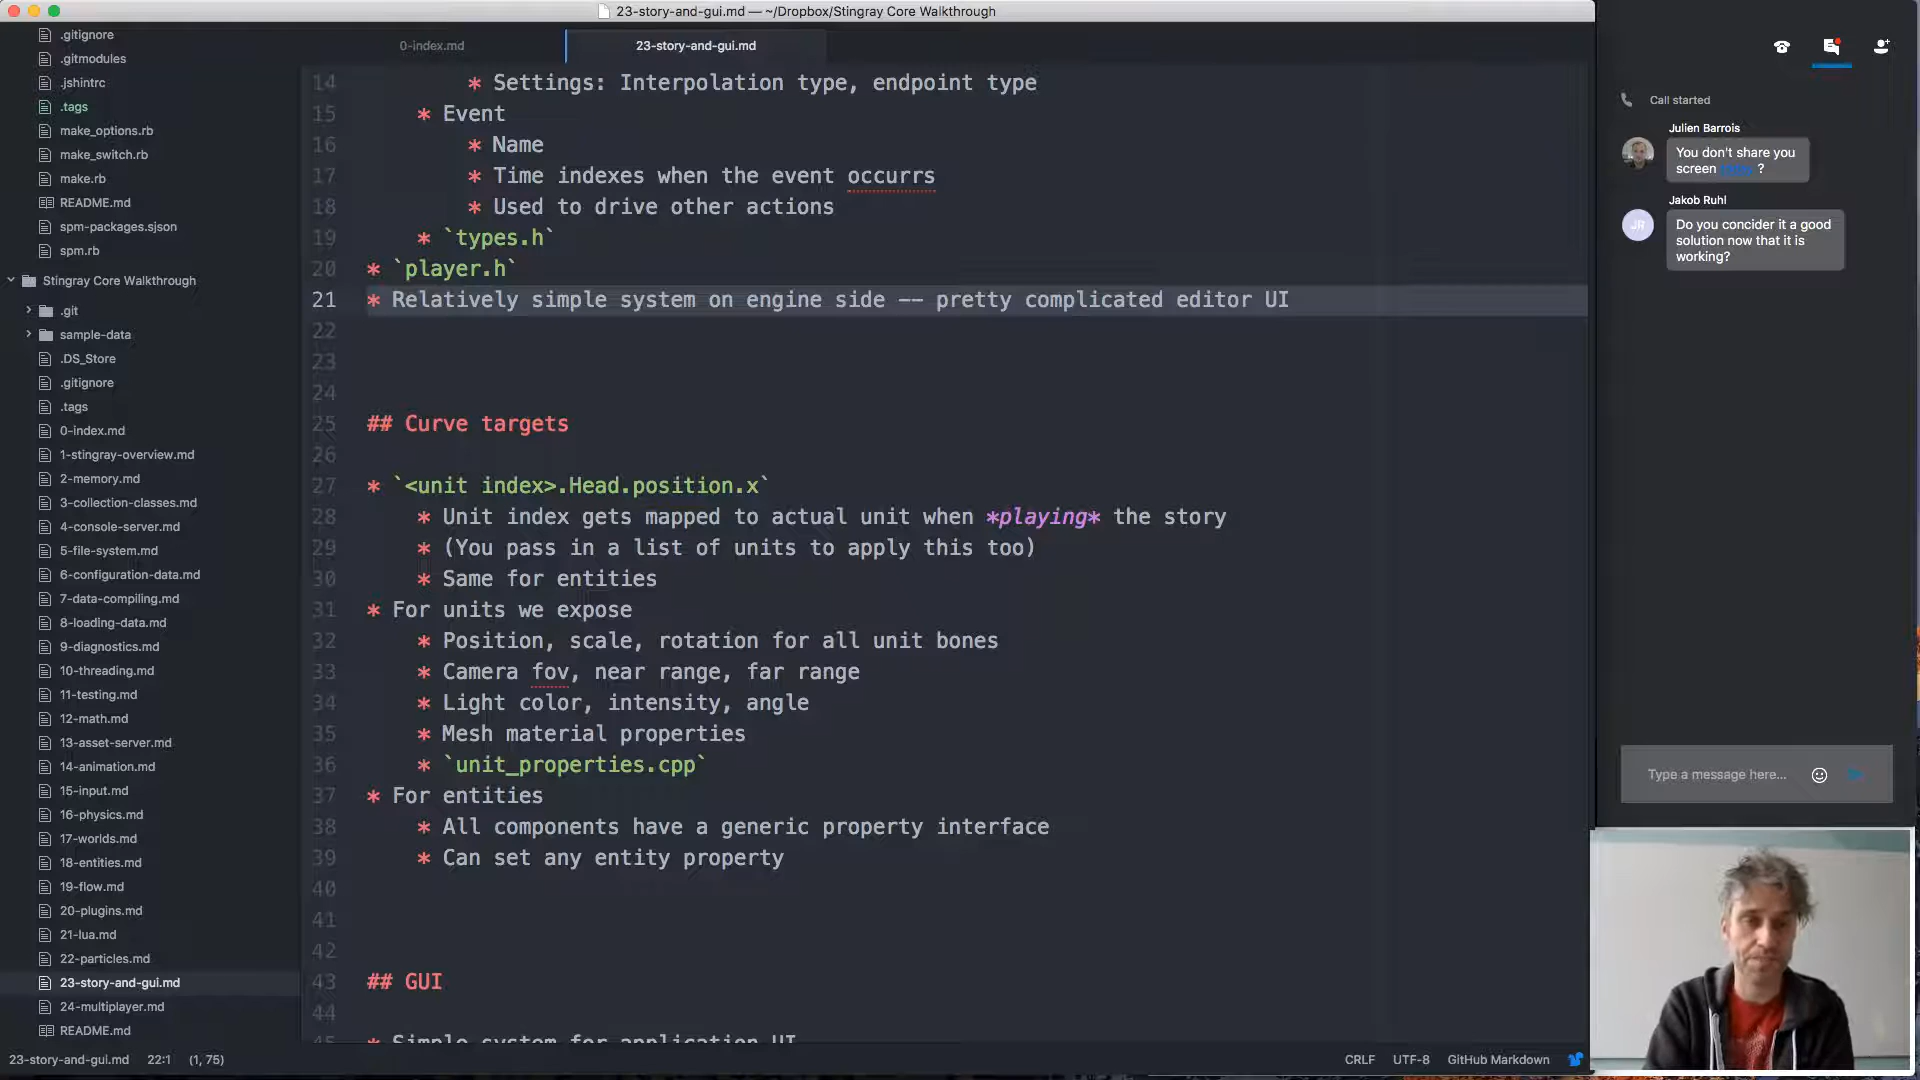 23-story-and-gui.md — ~/Dropbox/Stingray Core Walkthrough
.gitignore
.gitmodules
.jshintrc
.tags
make_options.rb
make_switch.rb
make.rb
README.md
spm-packages.sjson
spm.rb
Stingray Core Walkthrough
.git
sample-data
.DS_Store
.gitignore
.tags
0-index.md
1-stingray-overview.md
2-memory.md
3-collection-classes.md
4-console-server.md
5-file-system.md
6-configuration-data.md
7-data-compiling.md
8-loading-data.md
9-diagnostics.md
10-threading.md
11-testing.md
12-math.md
13-asset-server.md
14-animation.md
15-input.md
16-physics.md
17-worlds.md
18-entities.md
19-flow.md
20-plugins.md
21-lua.md
22-particles.md
23-story-and-gui.md
24-multiplayer.md
README.md
0-index.md
23-story-and-gui.md
14 * Settings: Interpolation type, endpoint type
15 * Event
16 * Name
17 * Time indexes when the event occurrs
18 * Used to drive other actions
19 * `types.h`
20 * `player.h`
21 * Relatively simple system on engine side -- pretty complicated editor UI
22
23
24
25 ## Curve targets
26
27 * `<unit index>.Head.position.x`
28 * Unit index gets mapped to actual unit when *playing* the story
29 * (You pass in a list of units to apply this too)
30 * Same for entities
31 * For units we expose
32 * Position, scale, rotation for all unit bones
33 * Camera fov, near range, far range
34 * Light color, intensity, angle
35 * Mesh material properties
36 * `unit_properties.cpp`
37 * For entities
38 * All components have a generic property interface
39 * Can set any entity property
40
41
42
43 ## GUI
44
45 * Simple system for application UI
23-story-and-gui.md 22:1 (1, 75)
CRLF UTF-8 GitHub Markdown
Call started
Julien Barrois
You don't share you
screen ?
Jakob Ruhl
JR
Do you concider it a good
solution now that it is
working?
Type a message here...